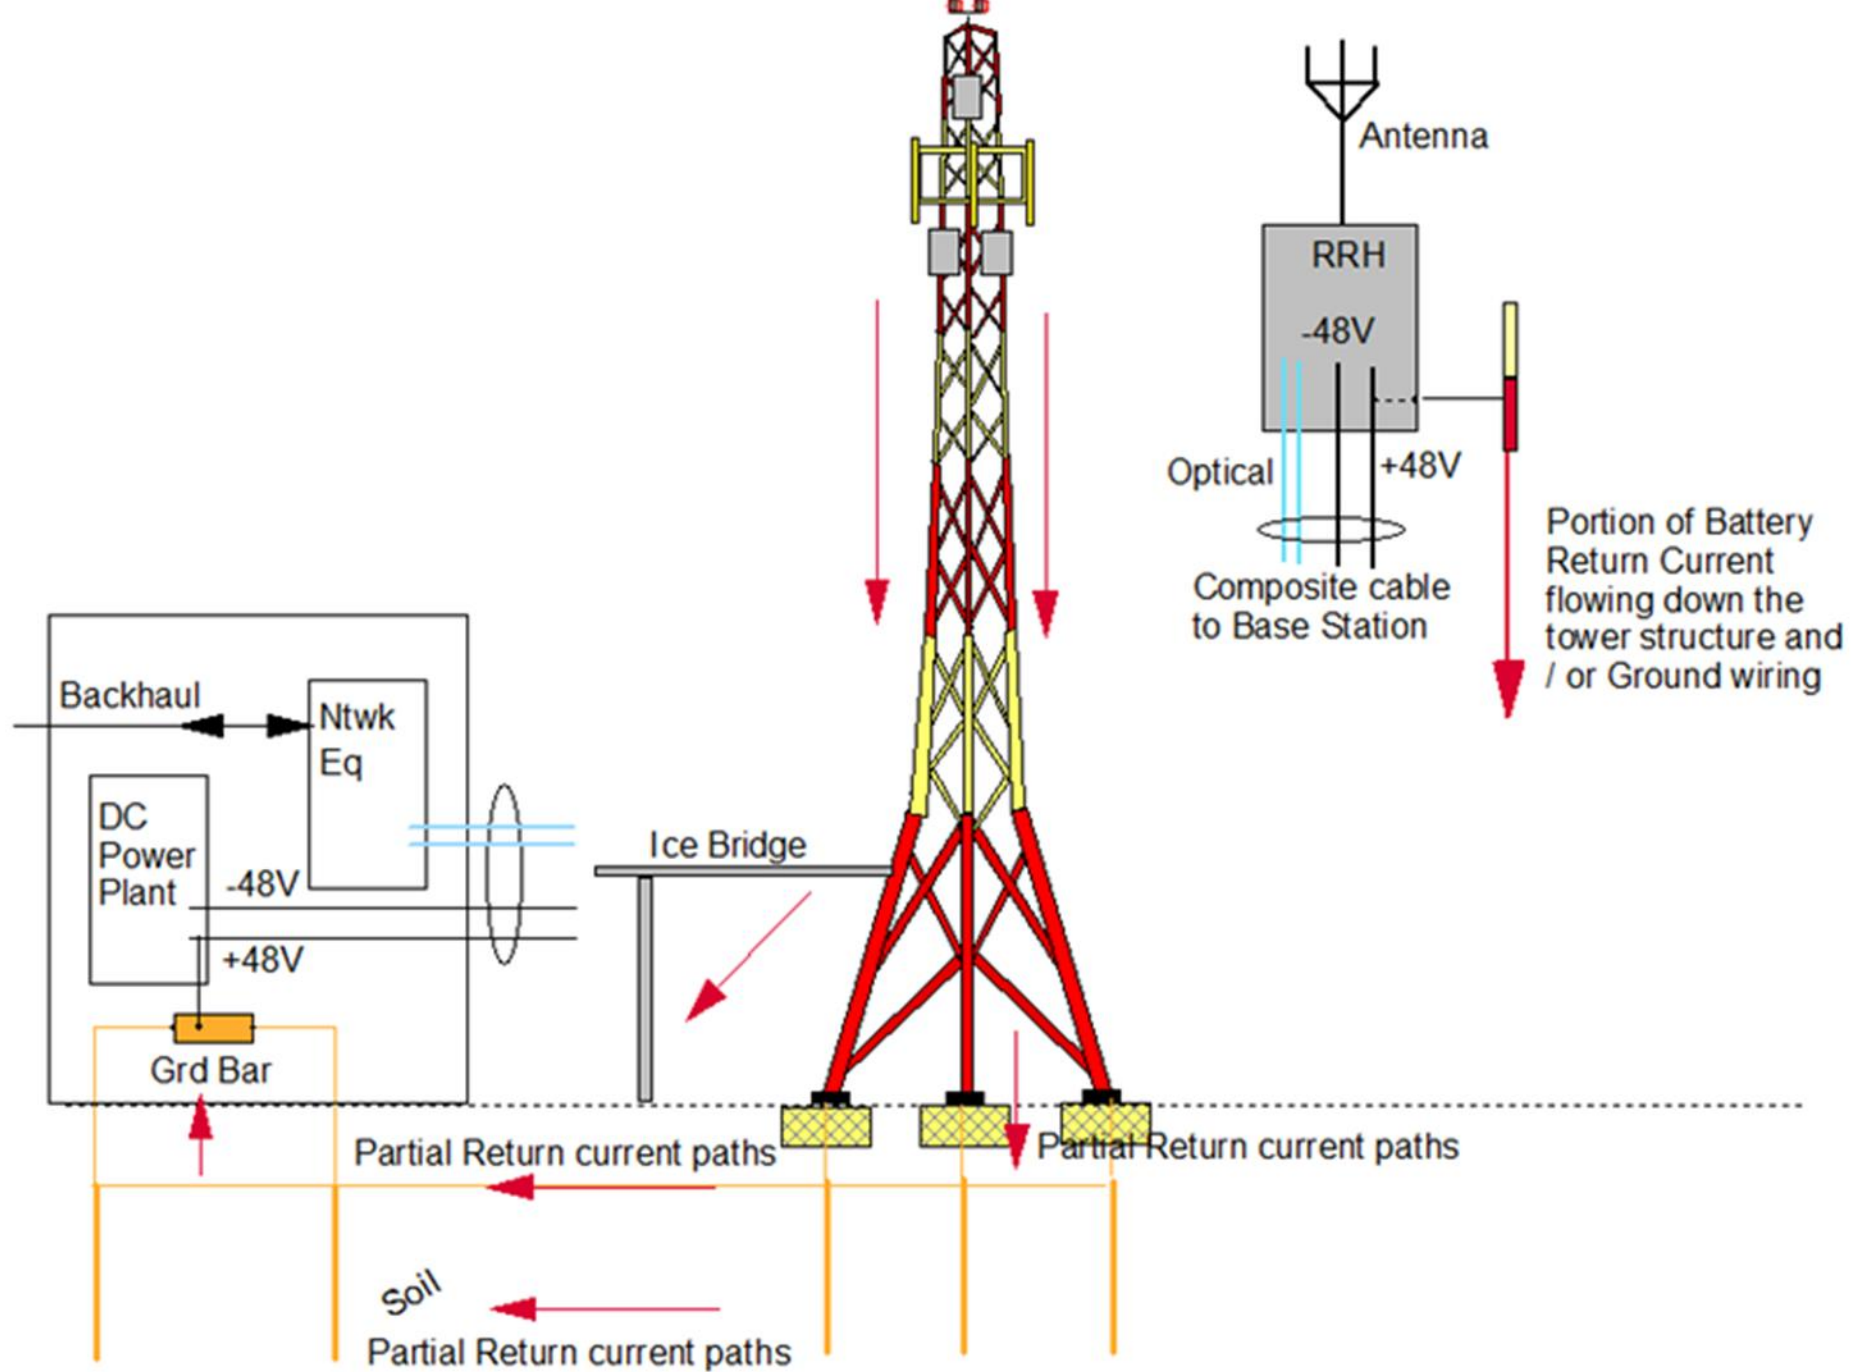 Antenna
RRH
-48V
Optical
+48V
Composite cable
to Base Station
Portion of Battery
Return Current
flowing down the
tower structure and
/ or Ground wiring
Backhaul
Ntwk
Eq
DC
Power
Plant
-48V
+48V
Grd Bar
Ice Bridge
Partial Return current paths
Partial Return current paths
Soil
Partial Return current paths